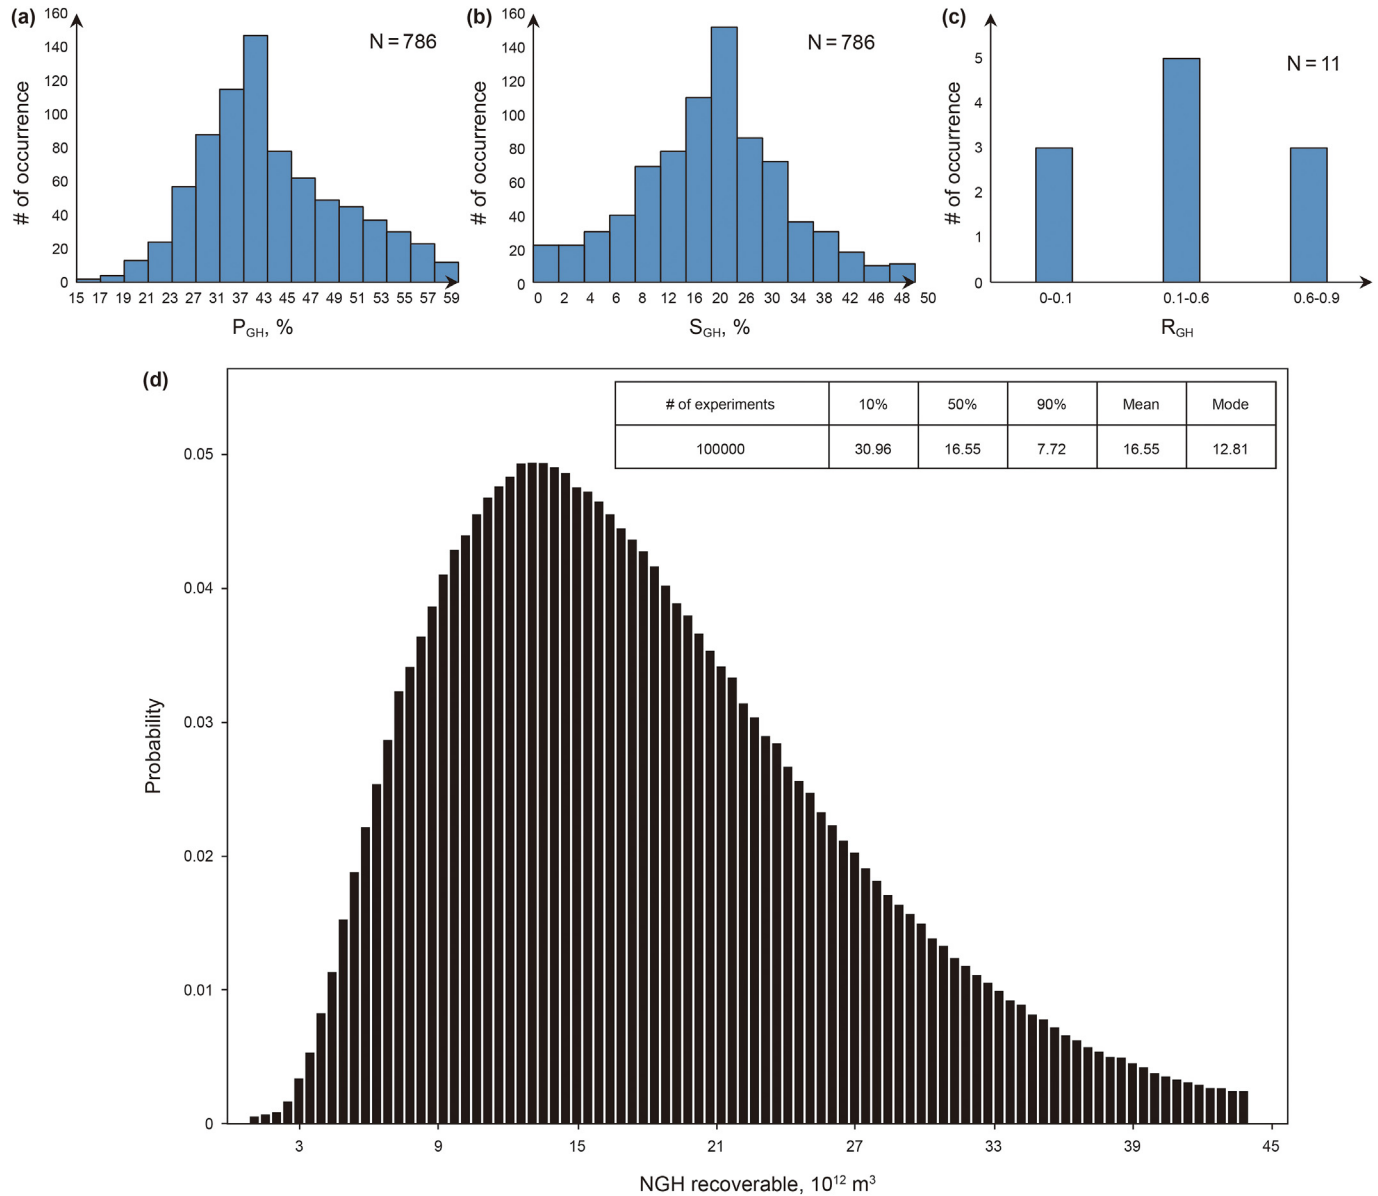 (a)
160
140
120
100
80
60
40
20
0
# of occurrence
N = 786
15 17 19 21 23 27 31 37 43 45 47 49 51 53 55 57 59
P_GH, %
(b)
160
140
120
100
80
60
40
20
0
# of occurrence
N = 786
0 2 4 6 8 12 16 20 26 30 34 38 42 46 48 50
S_GH, %
(c)
5
4
3
2
1
0
# of occurrence
N = 11
0-0.1 0.1-0.6 0.6-0.9
R_GH
(d)
# of experiments 10% 50% 90% Mean Mode
100000 30.96 16.55 7.72 16.55 12.81
0.05
0.04
0.03
0.02
0.01
0
Probability
3 9 15 21 27 33 39 45
NGH recoverable, 10¹² m³